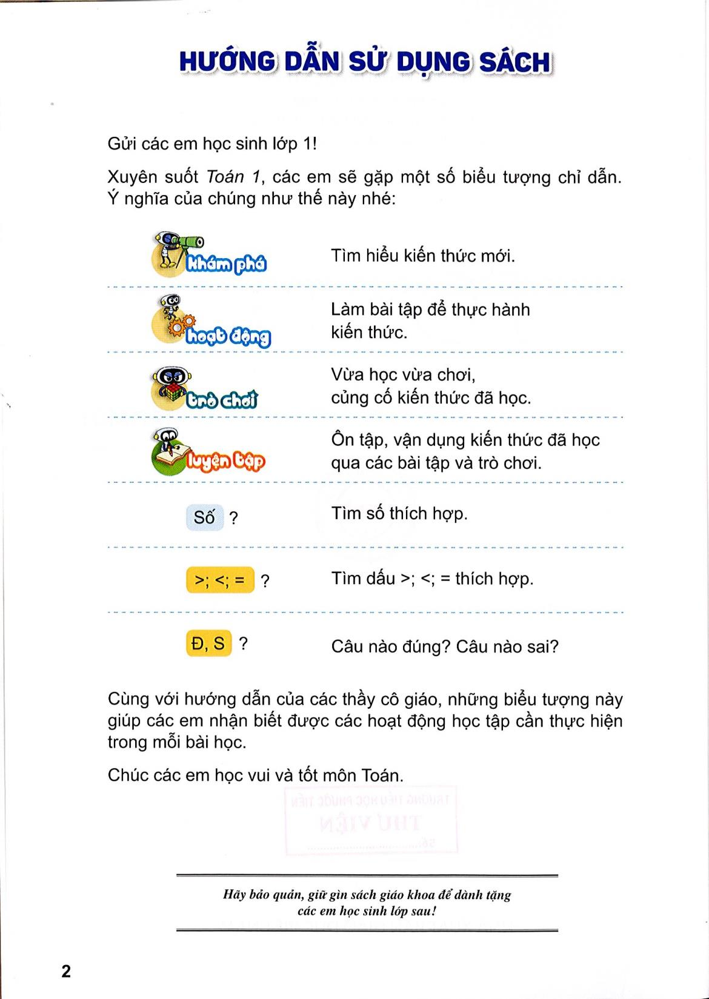 HƯỚNG DẪN SỬ DỤNG SÁCH
Gửi các em học sinh lớp 1!
Xuyên suốt Toán 1, các em sẽ gặp một số biểu tượng chỉ dẫn.
Ý nghĩa của chúng như thế này nhé:
khám phá
Tìm hiểu kiến thức mới.
hoạt động
Làm bài tập để thực hành
kiến thức.
trò chơi
Vừa học vừa chơi,
củng cố kiến thức đã học.
luyện tập
Ôn tập, vận dụng kiến thức đã học
qua các bài tập và trò chơi.
Số ?
Tìm số thích hợp.
>; <; = ?
Tìm dấu >; <; = thích hợp.
Đ, S ?
Câu nào đúng? Câu nào sai?
Cùng với hướng dẫn của các thầy cô giáo, những biểu tượng này
giúp các em nhận biết được các hoạt động học tập cần thực hiện
trong mỗi bài học.
Chúc các em học vui và tốt môn Toán.
TRƯỜNG TIỂU HỌC PHƯỚC TIẾN
THƯ VIỆN
Hãy bảo quản, giữ gìn sách giáo khoa để dành tặng
các em học sinh lớp sau!
2